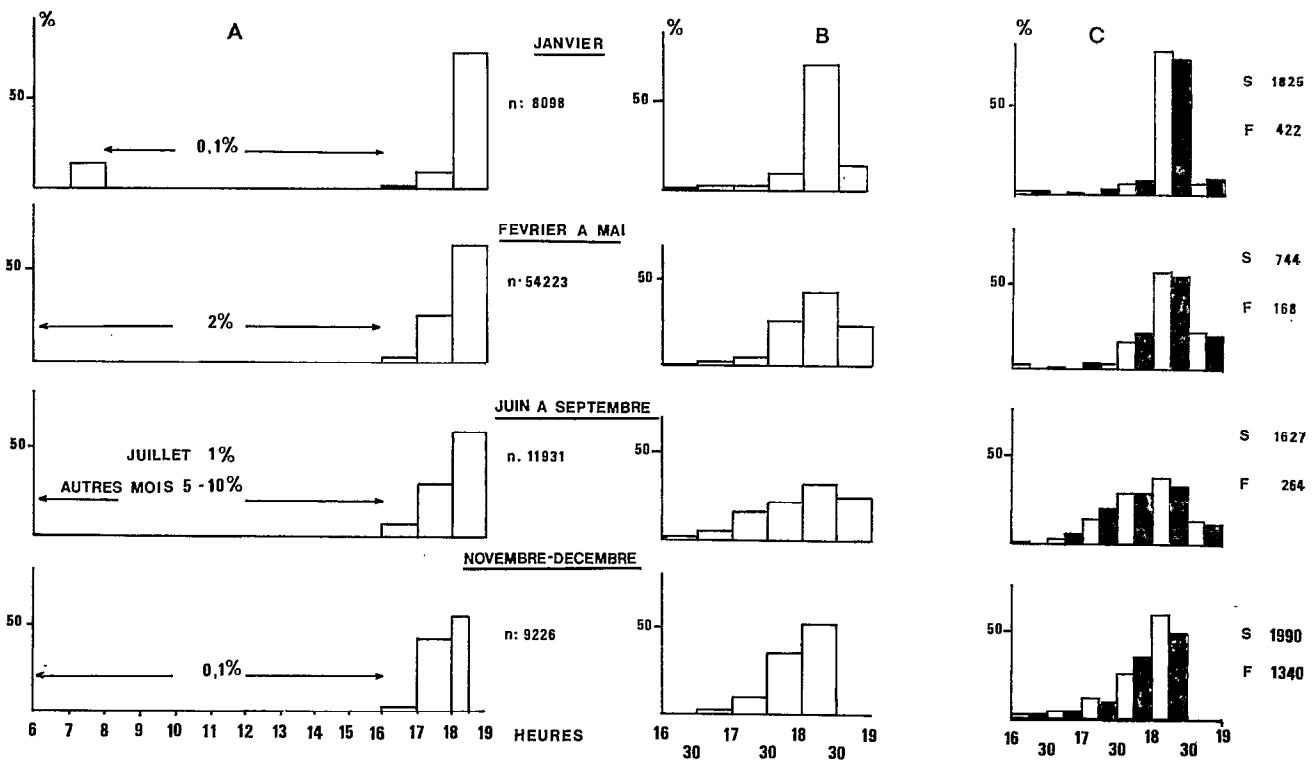 % A % B % C
JANVIER
n: 8098
50 50 50
0,1%
S 1825
F 422
FEVRIER A MAI
n·54223
50 50 50
2%
S 744
F 168
JUIN A SEPTEMBRE
n. 11931
50 50 50
JUILLET 1%
AUTRES MOIS 5-10%
S 1627
F 264
NOVEMBRE-DECEMBRE
n: 9226
50 50 50
0,1%
S 1990
F 1340
6 7 8 9 10 11 12 13 14 15 16 17 18 19 HEURES
16 30 17 30 18 30 19
16 30 17 30 18 30 19